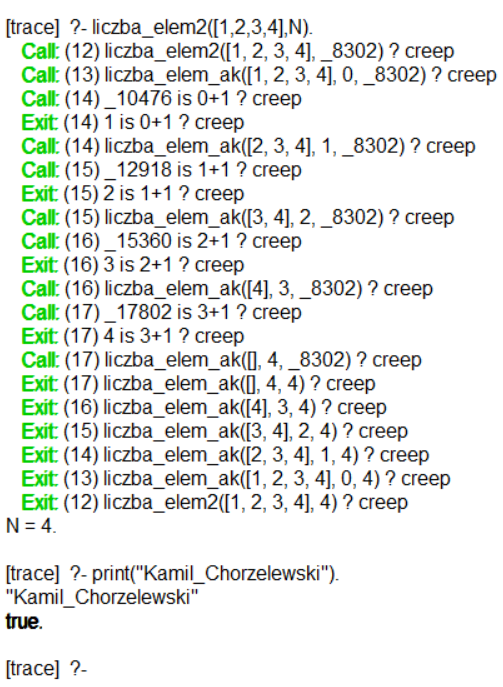 [trace]  ?- liczba_elem2([1,2,3,4],N).
Call: (12) liczba_elem2([1, 2, 3, 4], _8302) ? creep
Call: (13) liczba_elem_ak([1, 2, 3, 4], 0, _8302) ? creep
Call: (14) _10476 is 0+1 ? creep
Exit: (14) 1 is 0+1 ? creep
Call: (14) liczba_elem_ak([2, 3, 4], 1, _8302) ? creep
Call: (15) _12918 is 1+1 ? creep
Exit: (15) 2 is 1+1 ? creep
Call: (15) liczba_elem_ak([3, 4], 2, _8302) ? creep
Call: (16) _15360 is 2+1 ? creep
Exit: (16) 3 is 2+1 ? creep
Call: (16) liczba_elem_ak([4], 3, _8302) ? creep
Call: (17) _17802 is 3+1 ? creep
Exit: (17) 4 is 3+1 ? creep
Call: (17) liczba_elem_ak([], 4, _8302) ? creep
Exit: (17) liczba_elem_ak([], 4, 4) ? creep
Exit: (16) liczba_elem_ak([4], 3, 4) ? creep
Exit: (15) liczba_elem_ak([3, 4], 2, 4) ? creep
Exit: (14) liczba_elem_ak([2, 3, 4], 1, 4) ? creep
Exit: (13) liczba_elem_ak([1, 2, 3, 4], 0, 4) ? creep
Exit: (12) liczba_elem2([1, 2, 3, 4], 4) ? creep
N = 4.
[trace]  ?- print("Kamil_Chorzelewski").
"Kamil_Chorzelewski"
true.
[trace]  ?-